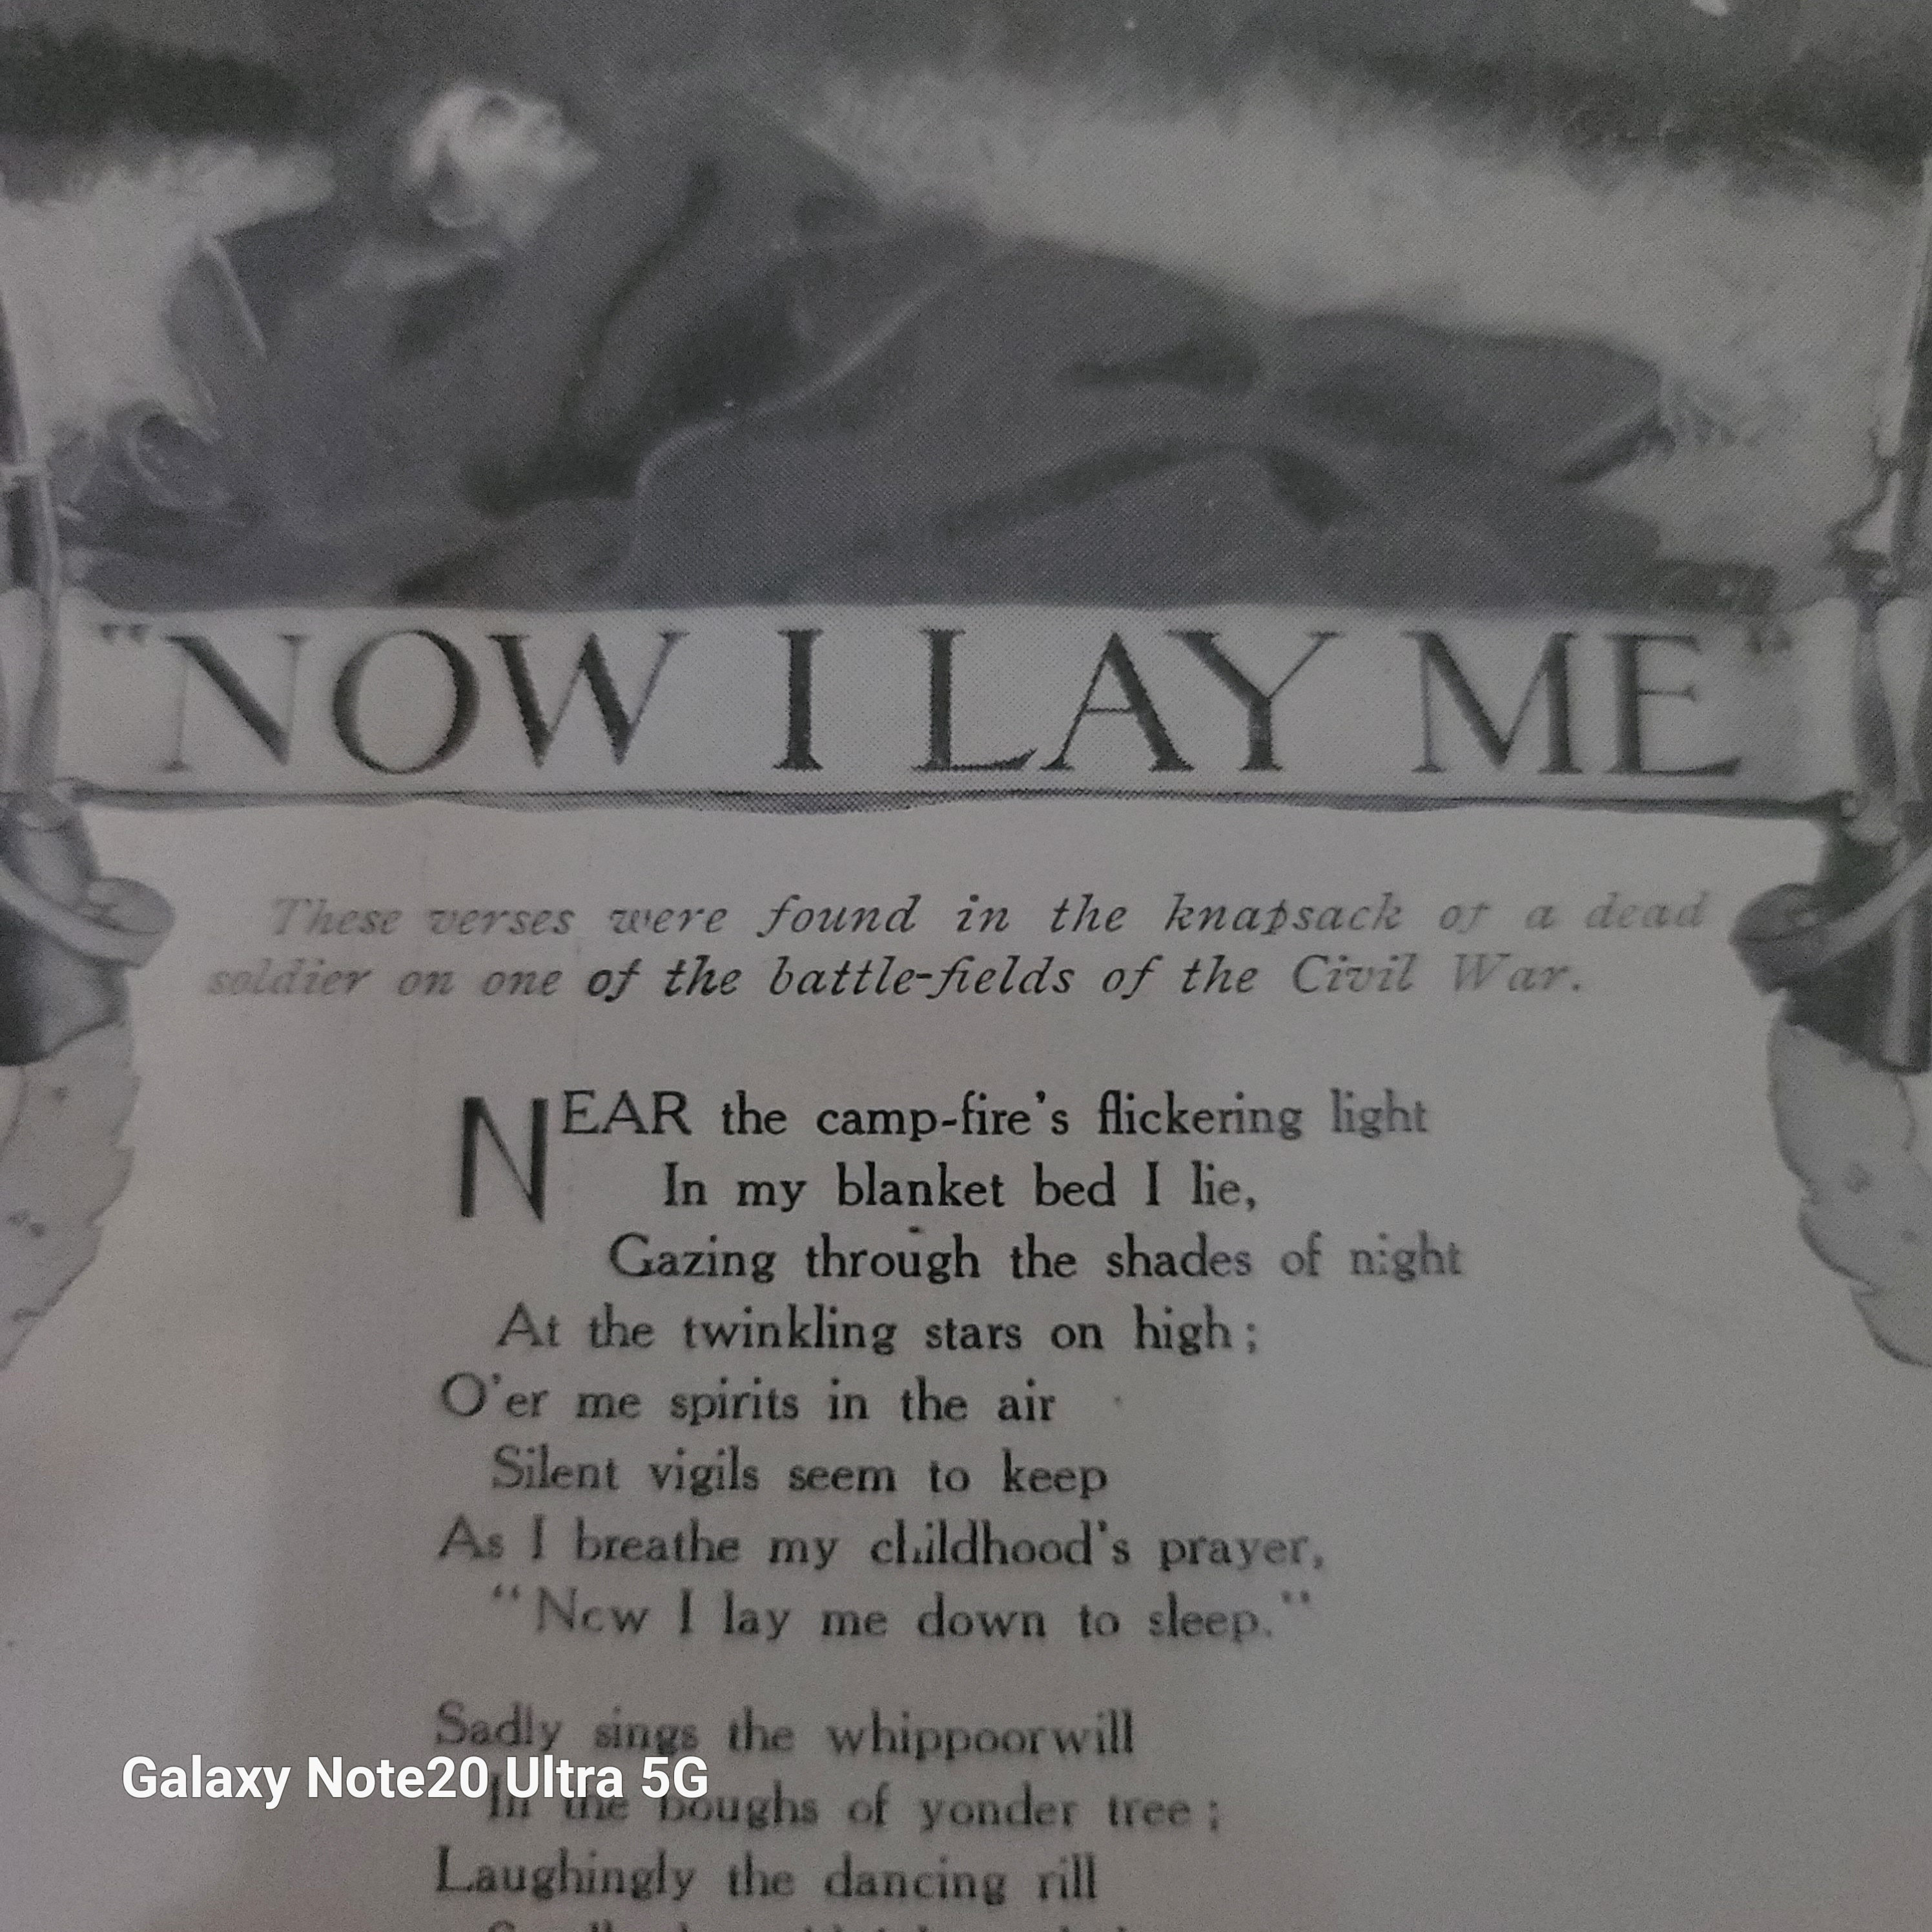 "NOW I LAY ME"
These verses were found in the knapsack of a dead
soldier on one of the battle-fields of the Civil War.
NEAR the camp-fire's flickering light
In my blanket bed I lie,
Gazing through the shades of night
At the twinkling stars on high;
O'er me spirits in the air
Silent vigils seem to keep
As I breathe my childhood's prayer,
"Now I lay me down to sleep."
Sadly sings the whippoorwill
In the boughs of yonder tree;
Galaxy Note20 Ultra 5G
Laughingly the dancing rill